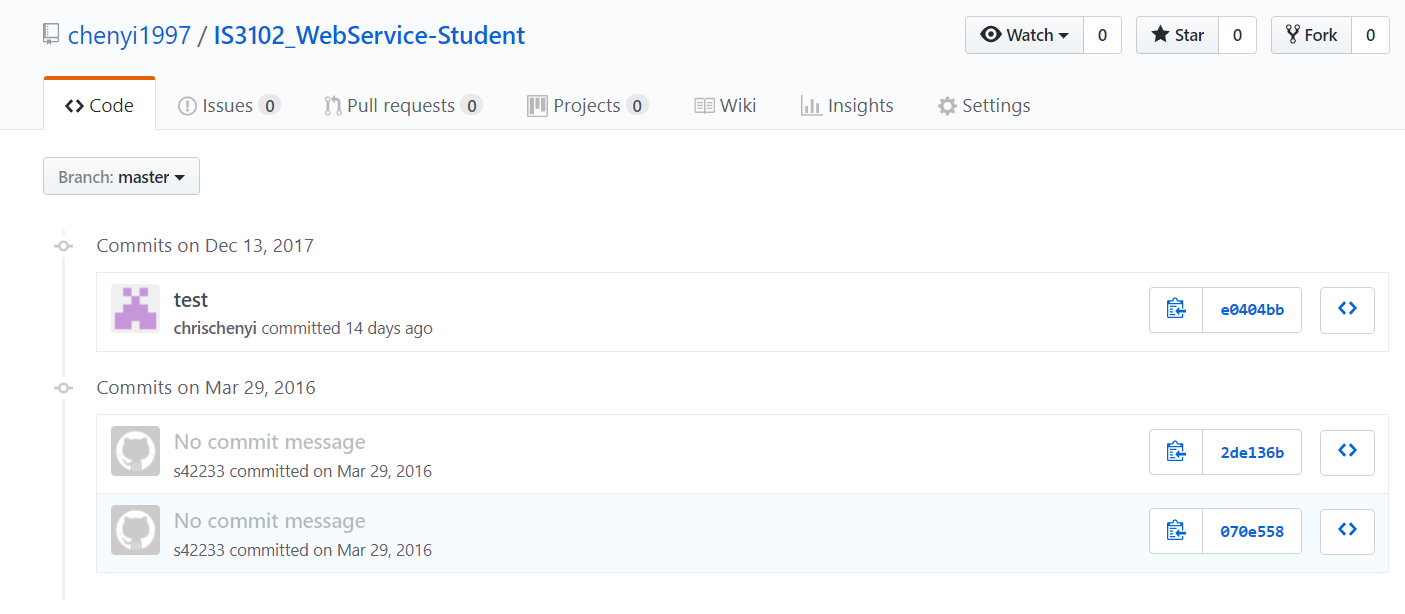 chenyi1997 / IS3102_WebService-Student
Watch 0 Star 0 Fork 0
Code Issues 0 Pull requests 0 Projects 0 Wiki Insights Settings
Branch: master
Commits on Dec 13, 2017
test
chrischenyi committed 14 days ago
e0404bb
Commits on Mar 29, 2016
No commit message
s42233 committed on Mar 29, 2016
2de136b
No commit message
s42233 committed on Mar 29, 2016
070e558